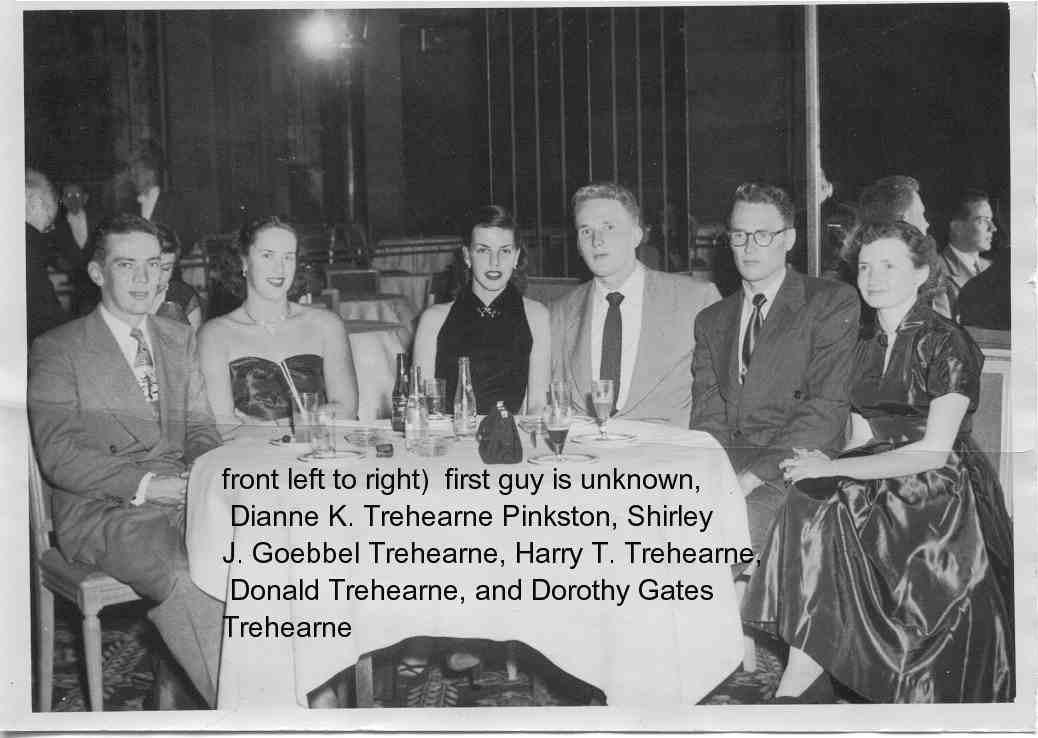 front left to right) first guy is unknown,
Dianne K. Trehearne Pinkston, Shirley
J. Goebbel Trehearne, Harry T. Trehearne,
Donald Trehearne, and Dorothy Gates
Trehearne